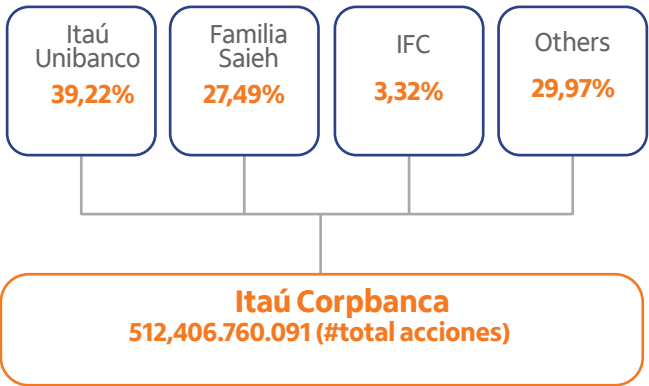 Itaú
Unibanco
39,22%
Familia
Saieh
27,49%
IFC
3,32%
Others
29,97%
Itaú Corpbanca
512,406.760.091 (#total acciones)